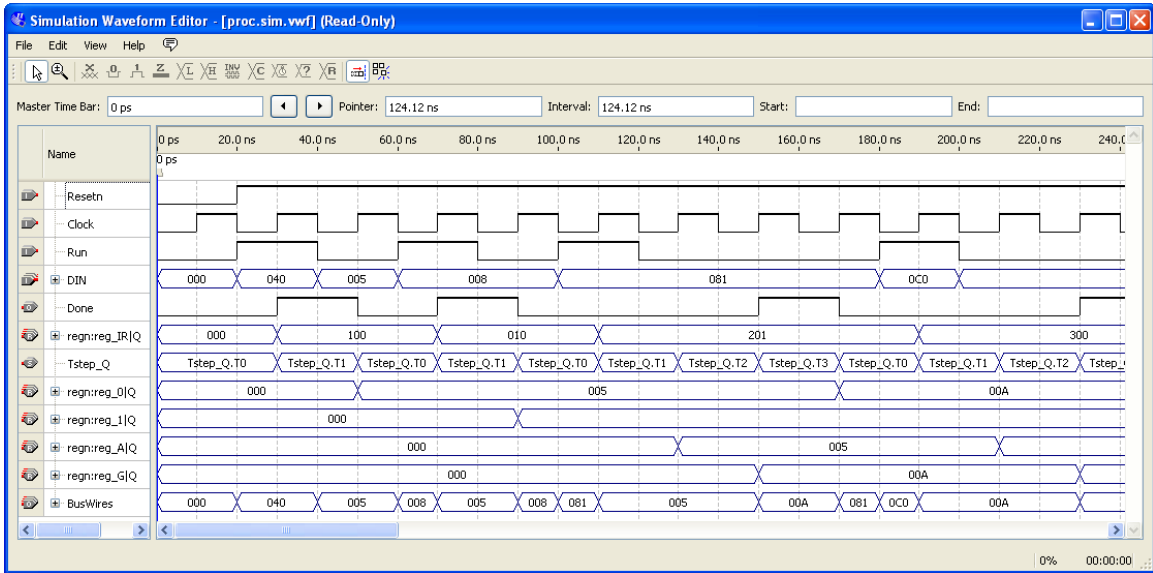 Simulation Waveform Editor - [proc.sim.vwf] (Read-Only)
File Edit View Help
Master Time Bar: 0 ps Pointer: 124.12 ns Interval: 124.12 ns Start: End:
Name 0 ps 20.0 ns 40.0 ns 60.0 ns 80.0 ns 100.0 ns 120.0 ns 140.0 ns 160.0 ns 180.0 ns 200.0 ns 220.0 ns 240.0
0 ps
Resetn
Clock
Run
DIN 000 040 005 008 081 0C0
Done
regn:reg_IR|Q 000 100 010 201 300
Tstep_Q Tstep_Q.T0 Tstep_Q.T1 Tstep_Q.T0 Tstep_Q.T1 Tstep_Q.T0 Tstep_Q.T1 Tstep_Q.T2 Tstep_Q.T3 Tstep_Q.T0 Tstep_Q.T1 Tstep_Q.T2 Tstep_
regn:reg_0|Q 000 005 00A
regn:reg_1|Q 000
regn:reg_A|Q 000 005
regn:reg_G|Q 000 00A
BusWires 000 040 005 008 005 008 081 005 00A 081 0C0 00A
0% 00:00:00